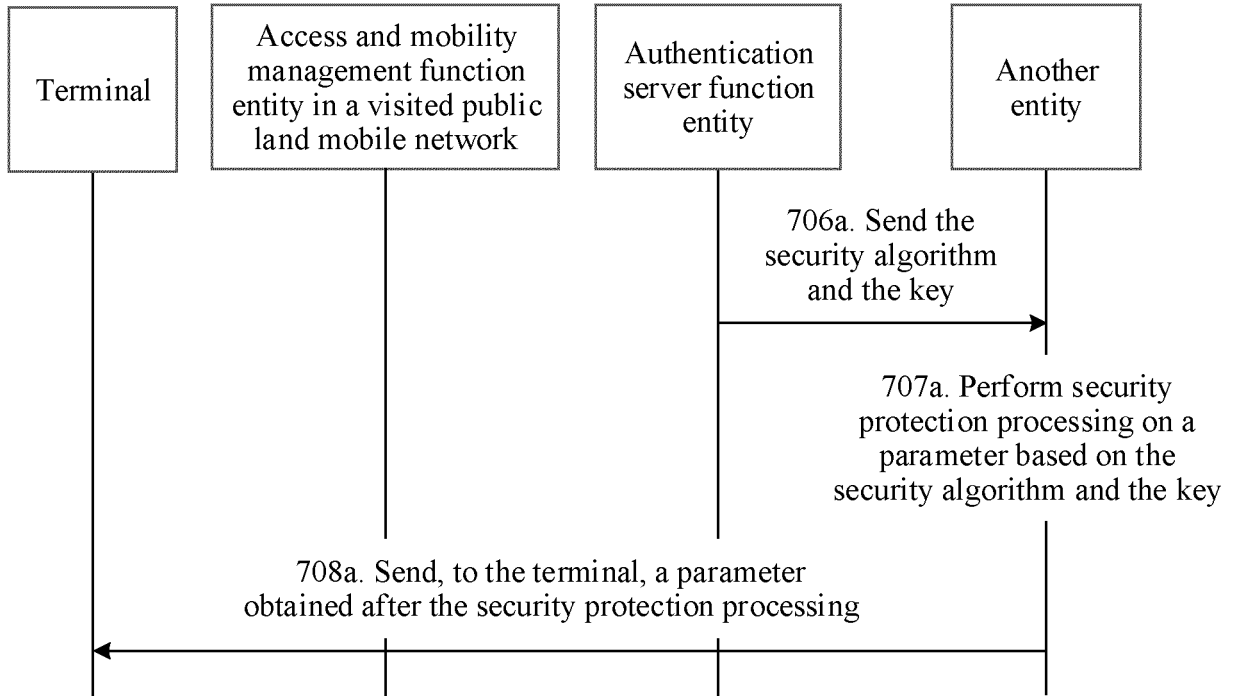 Terminal
Access and mobility
management function
entity in a visited public
land mobile network
Authentication
server function
entity
Another
entity
706a. Send the
security algorithm
and the key
707a. Perform security
protection processing on a
parameter based on the
security algorithm and the key
708a. Send, to the terminal, a parameter
obtained after the security protection processing